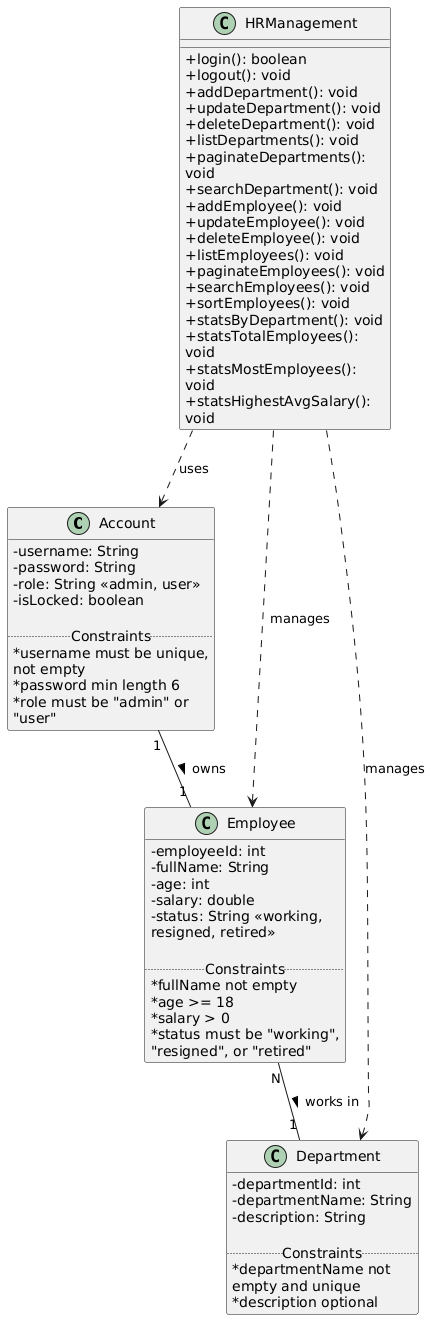 C HRManagement
+login(): boolean
+logout(): void
+addDepartment(): void
+updateDepartment(): void
+deleteDepartment(): void
+listDepartments(): void
+paginateDepartments():
void
+searchDepartment(): void
+addEmployee(): void
+updateEmployee(): void
+deleteEmployee(): void
+listEmployees(): void
+paginateEmployees(): void
+searchEmployees(): void
+sortEmployees(): void
+statsByDepartment(): void
+statsTotalEmployees():
void
+statsMostEmployees():
void
+statsHighestAvgSalary():
void
uses
C Account
-username: String
-password: String
-role: String «admin, user»
-isLocked: boolean
Constraints
*username must be unique,
not empty
*password min length 6
*role must be "admin" or
"user"
manages
manages
1
owns
1
C Employee
-employeeId: int
-fullName: String
-age: int
-salary: double
-status: String «working,
resigned, retired»
Constraints
*fullName not empty
*age >= 18
*salary > 0
*status must be "working",
"resigned", or "retired"
N
works in
1
C Department
-departmentId: int
-departmentName: String
-description: String
Constraints
*departmentName not
empty and unique
*description optional